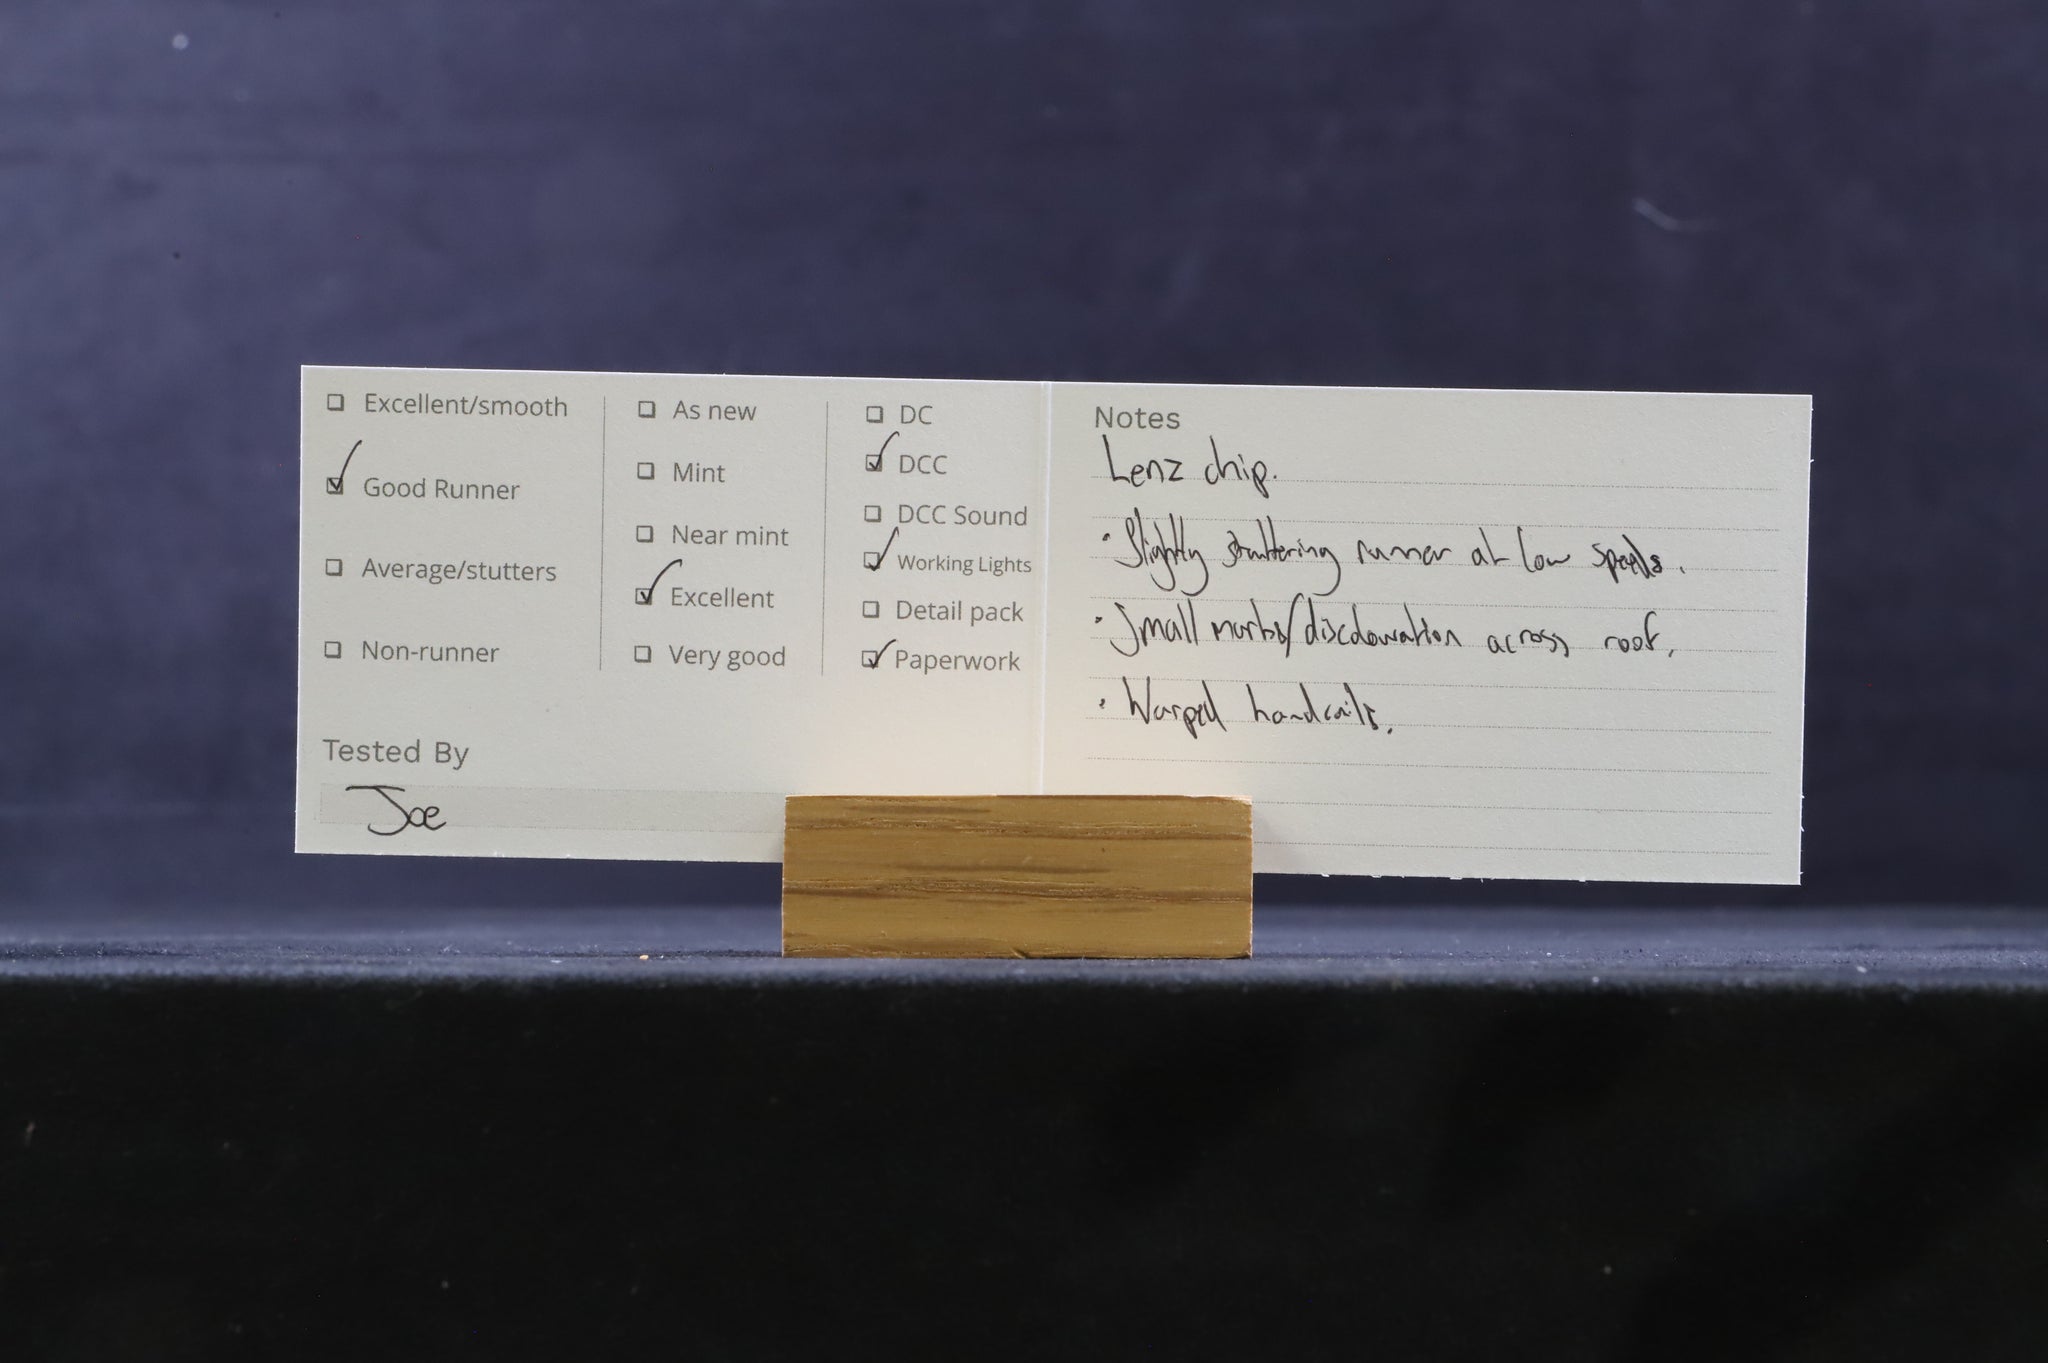 ☐ Excellent/smooth
☑ Good Runner
☐ Average/stutters
☐ Non-runner
☐ As new
☐ Mint
☐ Near mint
☑ Excellent
☐ Very good
☐ DC
☑ DCC
☐ DCC Sound
☑ Working Lights
☐ Detail pack
☑ Paperwork
Tested By
Joe
Notes
Lenz chip.
· Slightly stuttering runner at low speeds.
· Small marks/discolouration across roof.
· Warped handrails.